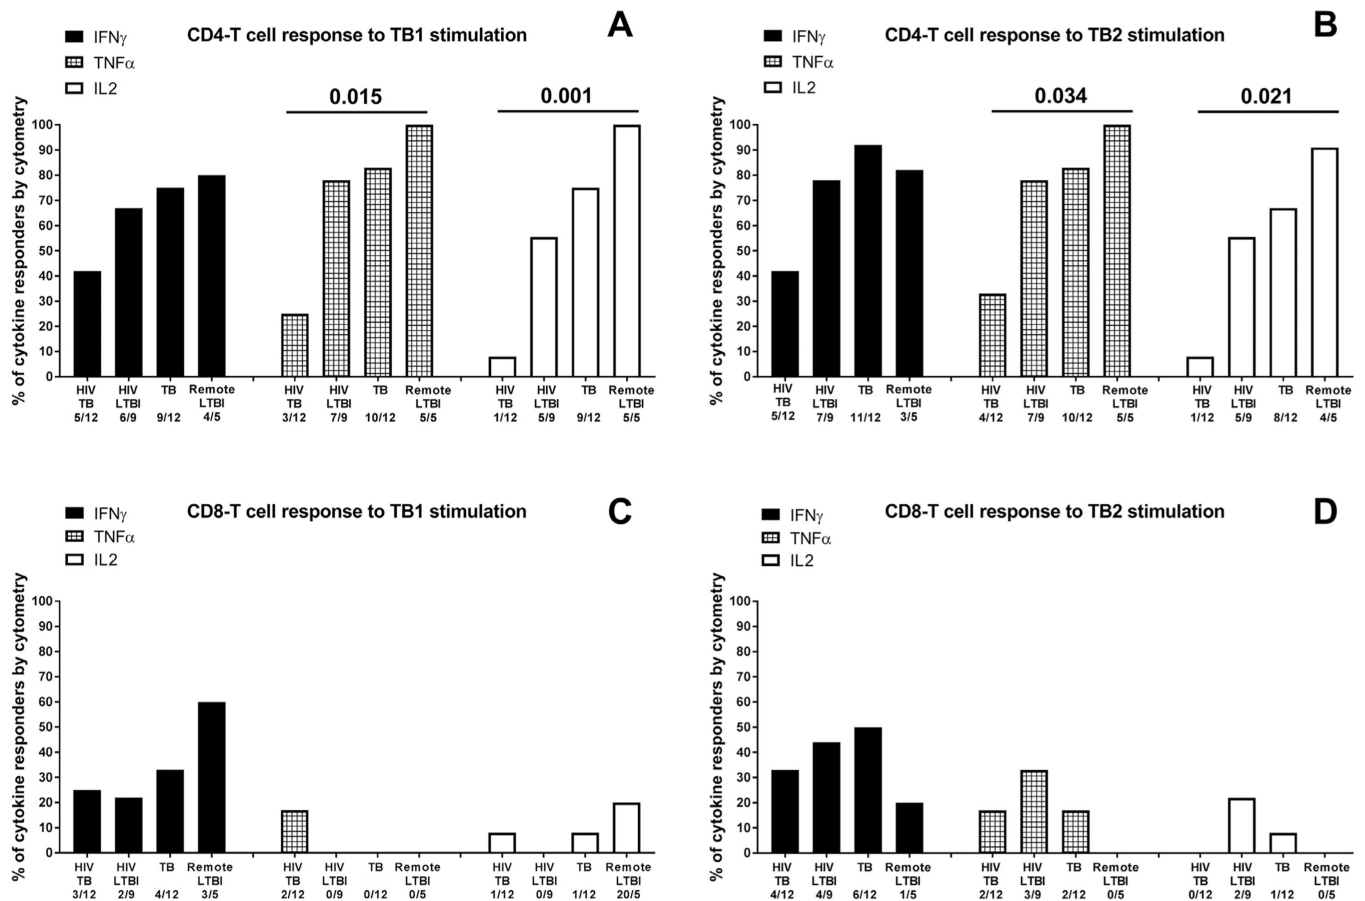 A
CD4-T cell response to TB1 stimulation
IFNγ
TNFα
IL2
0.015
0.001
% of cytokine responders by cytometry
100
90
80
70
60
50
40
30
20
10
0
HIV HIV TB Remote HIV HIV TB Remote HIV HIV TB Remote
TB LTBI LTBI TB LTBI LTBI TB LTBI LTBI
5/12 6/9 9/12 4/5 3/12 7/9 10/12 5/5 1/12 5/9 9/12 5/5
B
CD4-T cell response to TB2 stimulation
IFNγ
TNFα
IL2
0.034
0.021
% of cytokine responders by cytometry
100
90
80
70
60
50
40
30
20
10
0
HIV HIV TB Remote HIV HIV TB Remote HIV HIV TB Remote
TB LTBI LTBI TB LTBI LTBI TB LTBI LTBI
5/12 7/9 11/12 3/5 4/12 7/9 10/12 5/5 1/12 5/9 8/12 4/5
C
CD8-T cell response to TB1 stimulation
IFNγ
TNFα
IL2
% of cytokine responders by cytometry
100
90
80
70
60
50
40
30
20
10
0
HIV HIV TB Remote HIV HIV TB Remote HIV HIV TB Remote
TB LTBI LTBI TB LTBI LTBI TB LTBI LTBI
3/12 2/9 4/12 3/5 2/12 0/9 0/12 0/5 1/12 0/9 1/12 20/5
D
CD8-T cell response to TB2 stimulation
IFNγ
TNFα
IL2
% of cytokine responders by cytometry
100
90
80
70
60
50
40
30
20
10
0
HIV HIV TB Remote HIV HIV TB Remote HIV HIV TB Remote
TB LTBI LTBI TB LTBI LTBI TB LTBI LTBI
4/12 4/9 6/12 1/5 2/12 3/9 2/12 0/5 0/12 2/9 1/12 0/5